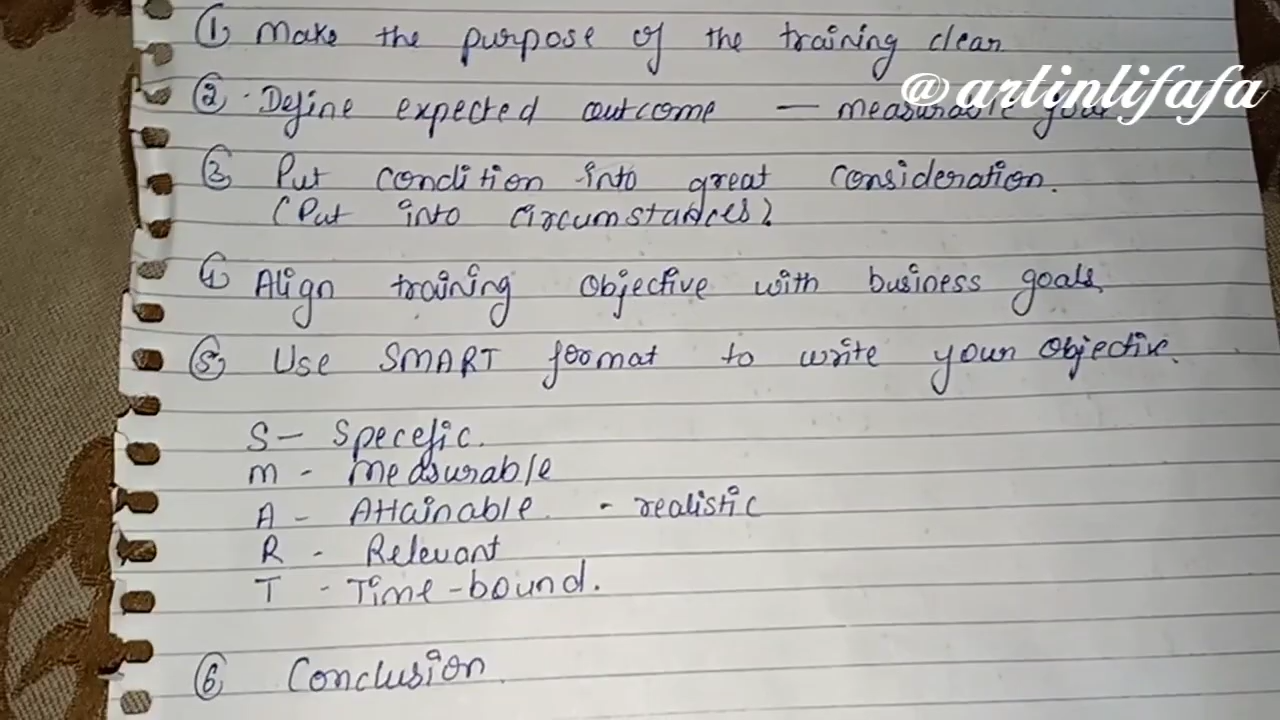 ① Make the purpose of the training clear
@artinlifafa
② Define expected outcome — measurable goal
③ Put condition into great consideration.
(Put into circumstances)
④ Align training objective with business goals.
⑤ Use SMART format to write your objective.
S - Specefic.
M - Measurable
A - Attainable. - realistic
R - Relevant
T - Time-bound.
⑥ Conclusion.